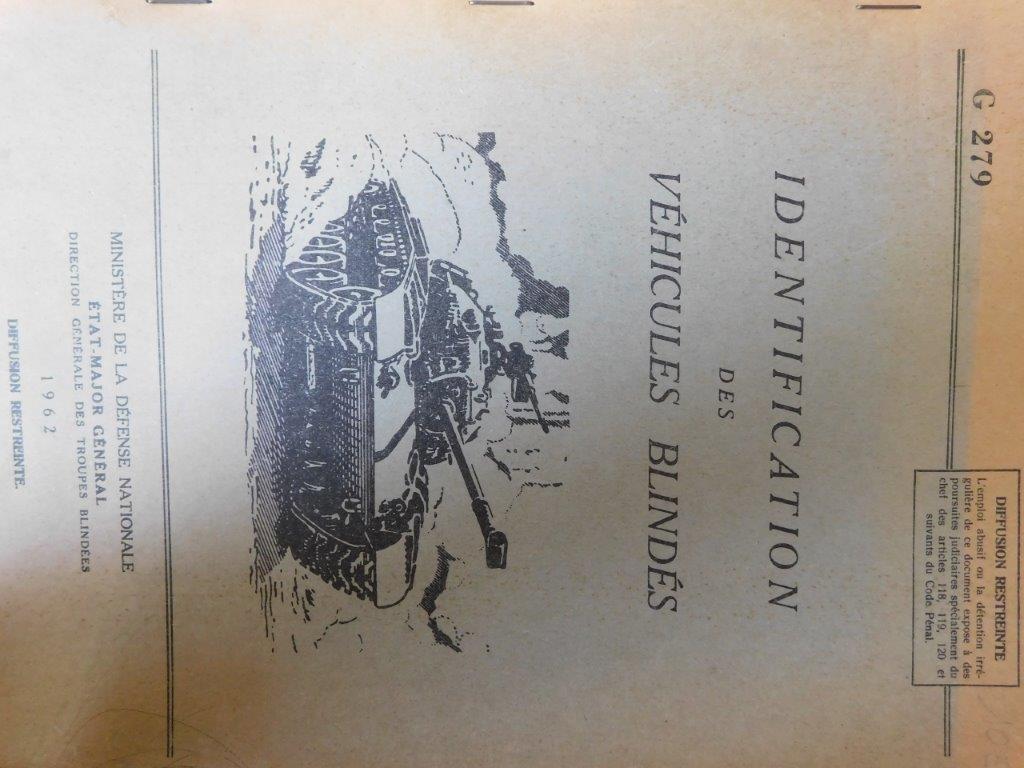 G 279
DIFFUSION RESTREINTE
L'emploi abusif ou la détention irré-
gulière de ce document expose à des
poursuites judiciaires spécialement du
chef des articles 118, 119, 120 et
suivants du Code Pénal.
IDENTIFICATION
DES
VÉHICULES BLINDÉS
MINISTÈRE DE LA DÉFENSE NATIONALE
ÉTAT-MAJOR GÉNÉRAL
DIRECTION GÉNÉRALE DES TROUPES BLINDÉES
1962
DIFFUSION RESTREINTE.